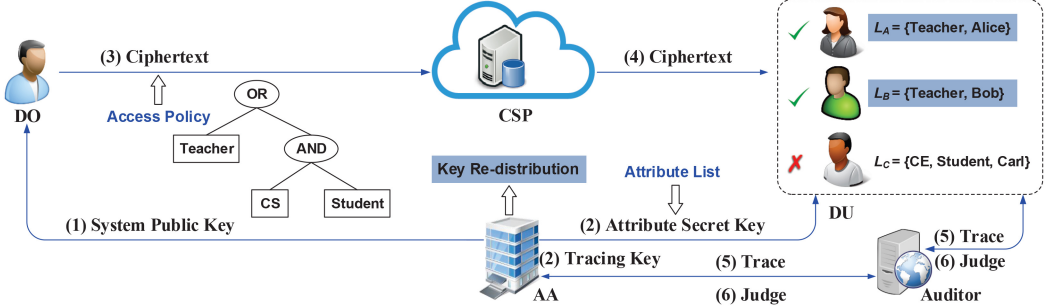 (3) Ciphertext
Access Policy
DO
OR
Teacher
AND
CS
Student
CSP
(4) Ciphertext
L_A = {Teacher, Alice}
L_B = {Teacher, Bob}
L_C = {CE, Student, Carl}
DU
Key Re-distribution
Attribute List
(1) System Public Key
(2) Attribute Secret Key
(2) Tracing Key
AA
(5) Trace
(6) Judge
(5) Trace
(6) Judge
Auditor